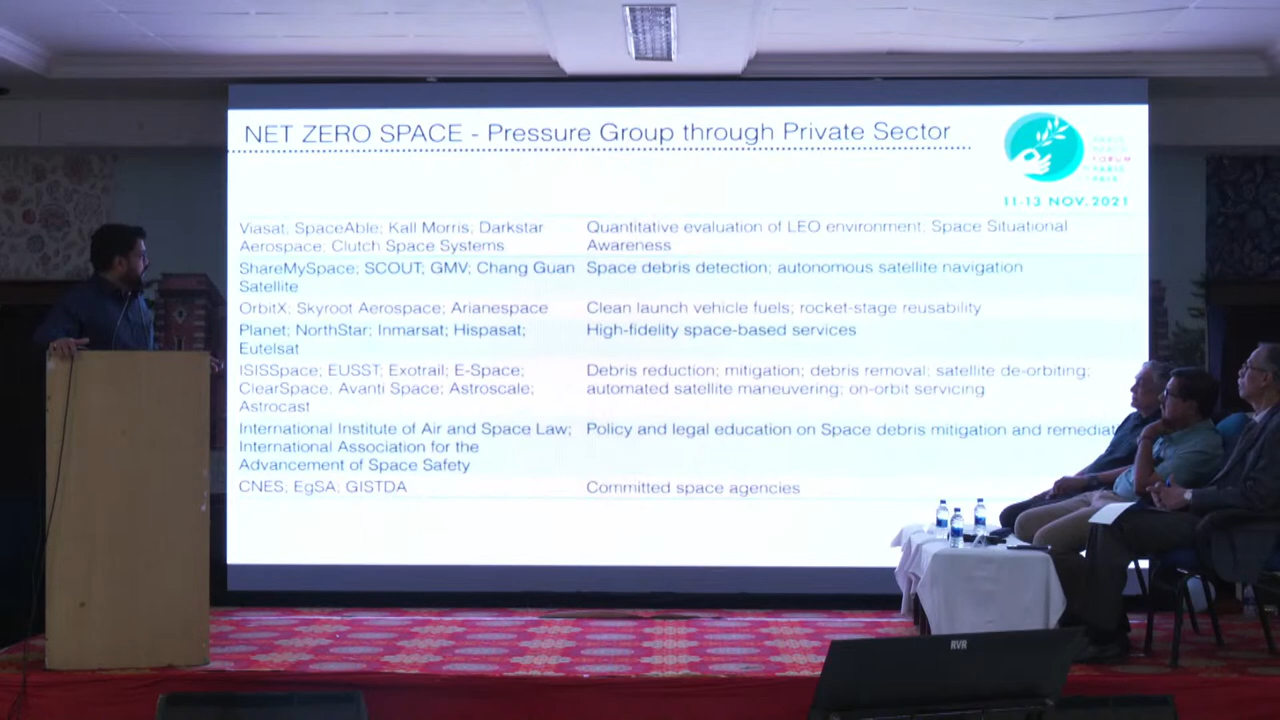 NET ZERO SPACE - Pressure Group through Private Sector
FORUM
11-13 NOV.2021
Viasat; SpaceAble; Kall Morris; Darkstar
Aerospace; Clutch Space Systems
Quantitative evaluation of LEO environment, Space Situational
Awareness
ShareMySpace; SCOUT; GMV; Chang Guan
Satellite
Space debris detection; autonomous satellite navigation
OrbitX; Skyroot Aerospace; Arianespace
Clean launch vehicle fuels; rocket-stage reusability
Planet; NorthStar; Inmarsat; Hispasat;
Eutelsat
High-fidelity space-based services
ISISSpace; EUSST; Exotrail; E-Space;
ClearSpace; Avanti Space; Astroscale;
Astrocast
Debris reduction; mitigation; debris removal; satellite de-orbiting;
automated satellite maneuvering; on-orbit servicing
International Institute of Air and Space Law;
International Association for the
Advancement of Space Safety
Policy and legal education on Space debris mitigation and remediat
CNES; EgSA; GISTDA
Committed space agencies
RVR